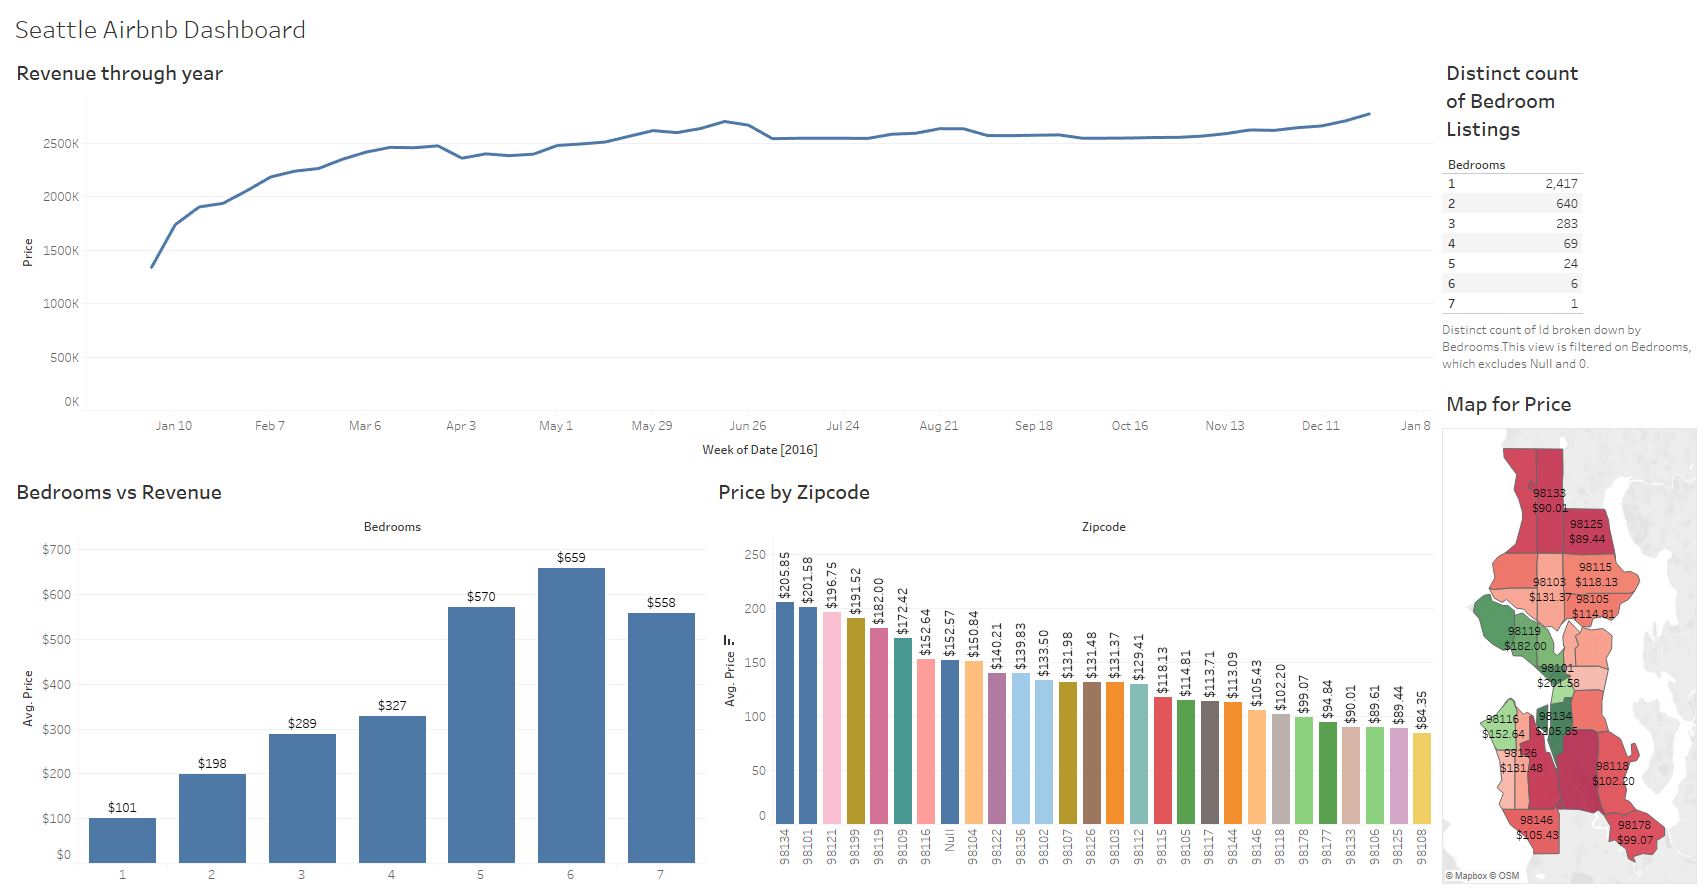 Seattle Airbnb Dashboard
Revenue through year
Price
2500K
2000K
1500K
1000K
500K
0K
Jan 10 Feb 7 Mar 6 Apr 3 May 1 May 29 Jun 26 Jul 24 Aug 21 Sep 18 Oct 16 Nov 13 Dec 11 Jan 8
Week of Date [2016]
Distinct count
of Bedroom
Listings
Bedrooms
1 2,417
2 640
3 283
4 69
5 24
6 6
7 1
Distinct count of Id broken down by
Bedrooms.This view is filtered on Bedrooms,
which excludes Null and 0.
Bedrooms vs Revenue
Bedrooms
Avg. Price
$700
$600
$500
$400
$300
$200
$100
$0
$101 $198 $289 $327 $570 $659 $558
1 2 3 4 5 6 7
Price by Zipcode
Zipcode
Avg. Price
250
200
150
100
50
0
$205.85 $201.58 $196.75 $191.52 $182.00 $172.42 $152.64 $152.57 $150.84 $140.21 $139.83 $133.50 $131.98 $131.48 $131.37 $129.41 $118.13 $114.81 $113.71 $113.09 $105.43 $102.20 $99.07 $94.84 $90.01 $89.61 $89.44 $84.35
98134 98101 98121 98199 98119 98109 98116 Null 98104 98122 98136 98102 98107 98126 98103 98112 98115 98105 98117 98144 98146 98118 98178 98177 98133 98106 98125 98108
Map for Price
98133
$90.01
98125
$89.44
98115
$118.13
98103
$131.37
98105
$114.81
98119
$182.00
98101
$201.58
98116
$152.64
98134
$205.85
98126
$131.48
98118
$102.20
98146
$105.43
98178
$99.07
© Mapbox © OSM